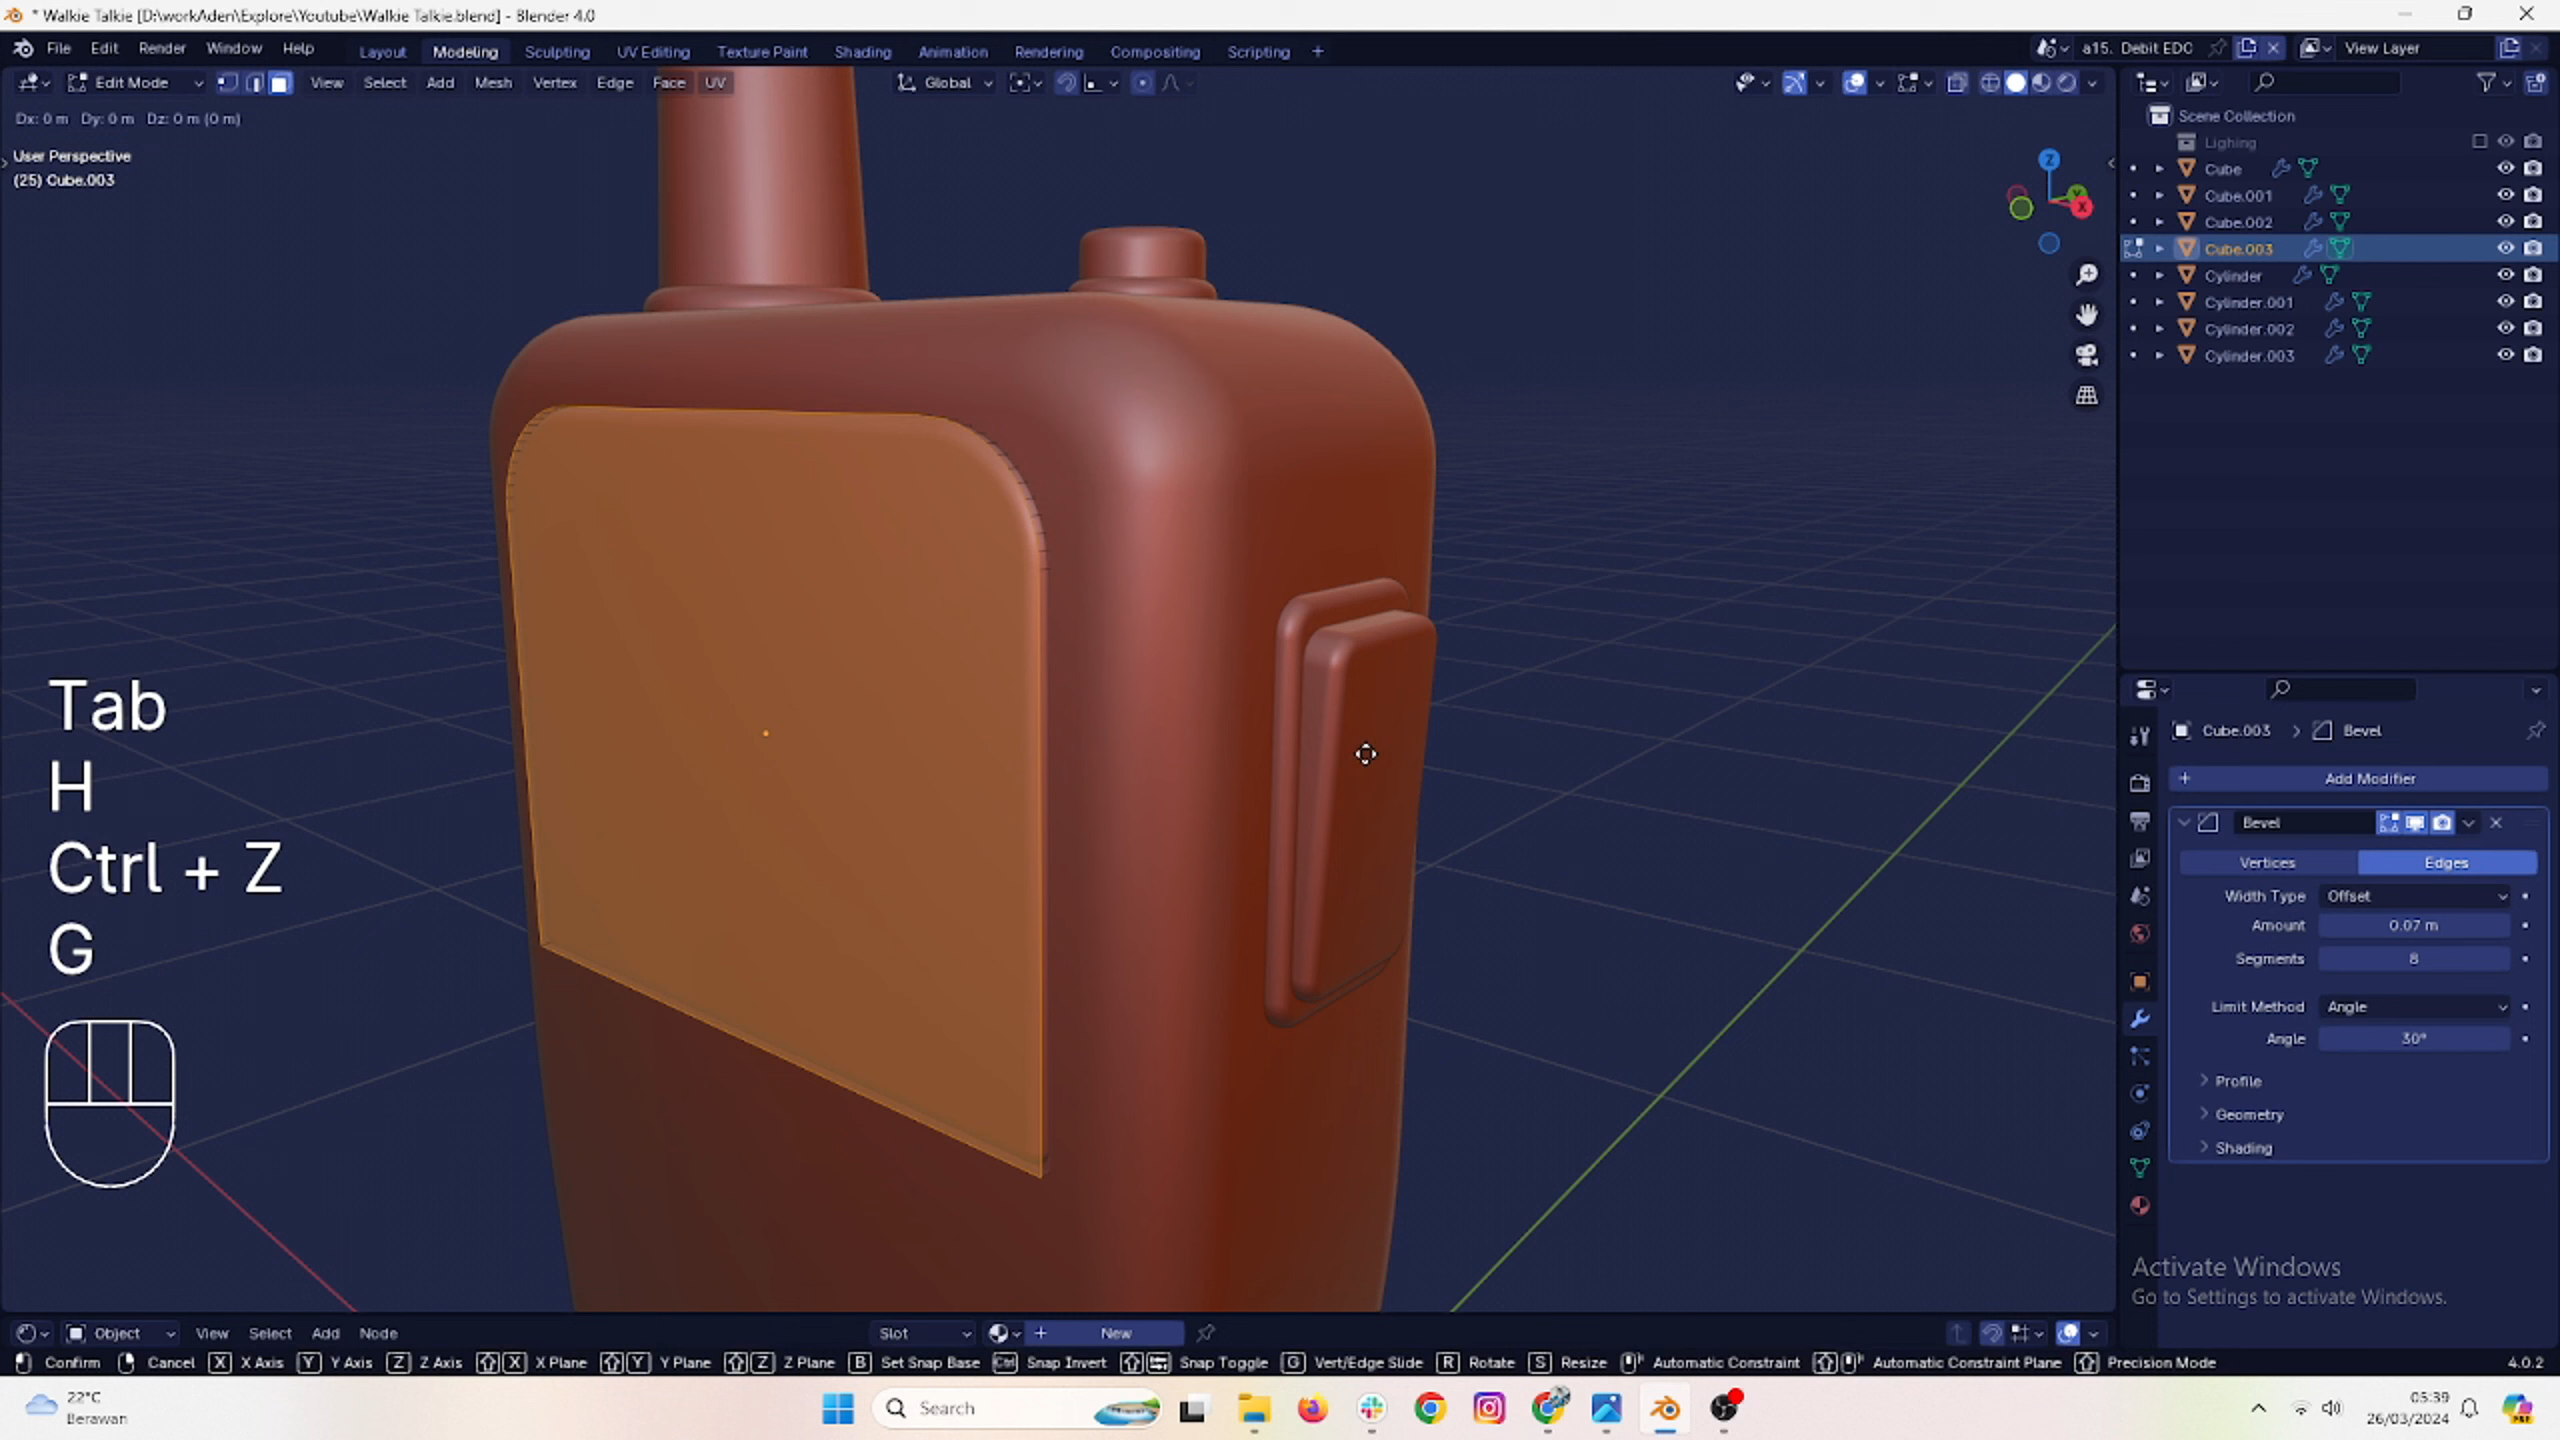 * Walkie Talkie [D:\workAden\Explore\Youtube\Walkie Talkie.blend] - Blender 4.0
File Edit Render Window Help Layout Modeling Sculpting UV Editing Texture Paint Shading Animation Rendering Compositing Scripting + a15. Debit EDC View Layer
Edit Mode View Select Add Mesh Vertex Edge Face UV Global
Dx: 0 m Dy: 0 m Dz: 0 m (0 m)
User Perspective
(25) Cube.003
Z
Y
X
Scene Collection
Lighing
Cube
Cube.001
Cube.002
Cube.003
Cylinder
Cylinder.001
Cylinder.002
Cylinder.003
Tab
H
Ctrl + Z
G
Cube.003 > Bevel
+ Add Modifier
Bevel
Vertices Edges
Width Type Offset
Amount 0.07 m
Segments 8
Limit Method Angle
Angle 30°
Profile
Geometry
Shading
Activate Windows
Go to Settings to activate Windows.
Object View Select Add Node Slot + New
Confirm Cancel X X Axis Y Y Axis Z Z Axis X X Plane Y Y Plane Z Z Plane B Set Snap Base Ctrl Snap Invert Snap Toggle G Vert/Edge Slide R Rotate S Resize Automatic Constraint Automatic Constraint Plane Precision Mode 4.0.2
22°C
Berawan
Search
05:39
26/03/2024